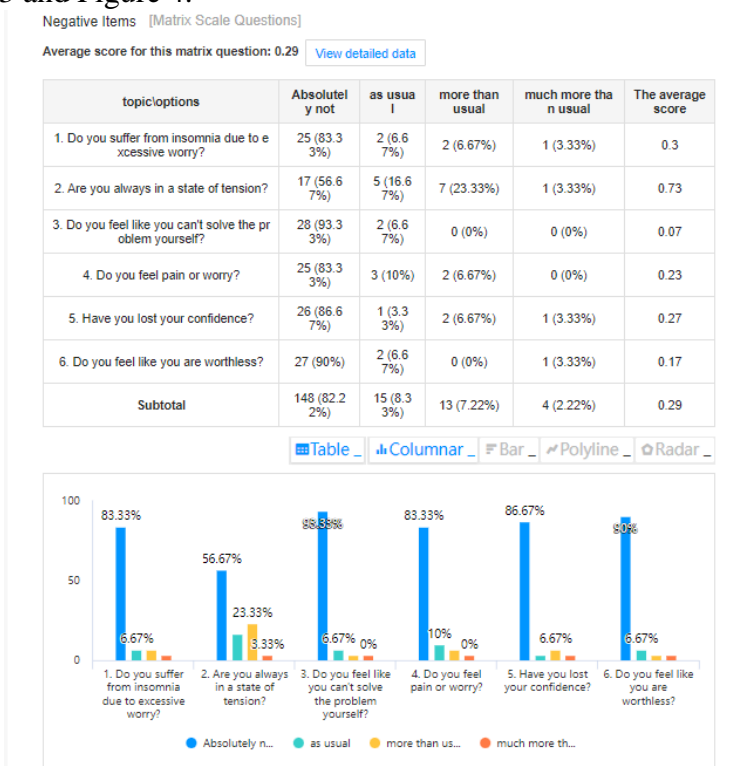 3 and Figure 4.
Negative Items [Matrix Scale Questions]
Average score for this matrix question: 0.29 View detailed data
topic\options Absolutel as usua more than much more tha The average
y not l usual n usual score
1. Do you suffer from insomnia due to e 25 (83.3 2 (6.6 2 (6.67%) 1 (3.33%) 0.3
xcessive worry? 3%) 7%)
2. Are you always in a state of tension? 17 (56.6 5 (16.6 7 (23.33%) 1 (3.33%) 0.73
7%) 7%)
3. Do you feel like you can't solve the pr 28 (93.3 2 (6.6 0 (0%) 0 (0%) 0.07
oblem yourself? 3%) 7%)
4. Do you feel pain or worry? 25 (83.3 3 (10%) 2 (6.67%) 0 (0%) 0.23
3%)
5. Have you lost your confidence? 26 (86.6 1 (3.3 2 (6.67%) 1 (3.33%) 0.27
7%) 3%)
6. Do you feel like you are worthless? 27 (90%) 2 (6.6 0 (0%) 1 (3.33%) 0.17
7%)
Subtotal 148 (82.2 15 (8.3 13 (7.22%) 4 (2.22%) 0.29
2%) 3%)
Table _ Columnar _ Bar _ Polyline _ Radar _
100
83.33% 93.33% 83.33% 86.67% 90%
56.67%
50
23.33%
6.67% 3.33% 6.67% 0% 10% 0% 6.67% 6.67%
0
1. Do you suffer 2. Are you always 3. Do you feel like 4. Do you feel 5. Have you lost 6. Do you feel like
from insomnia in a state of you can't solve pain or worry? your confidence? you are
due to excessive tension? the problem worthless?
worry? yourself?
Absolutely n... as usual more than us... much more th...